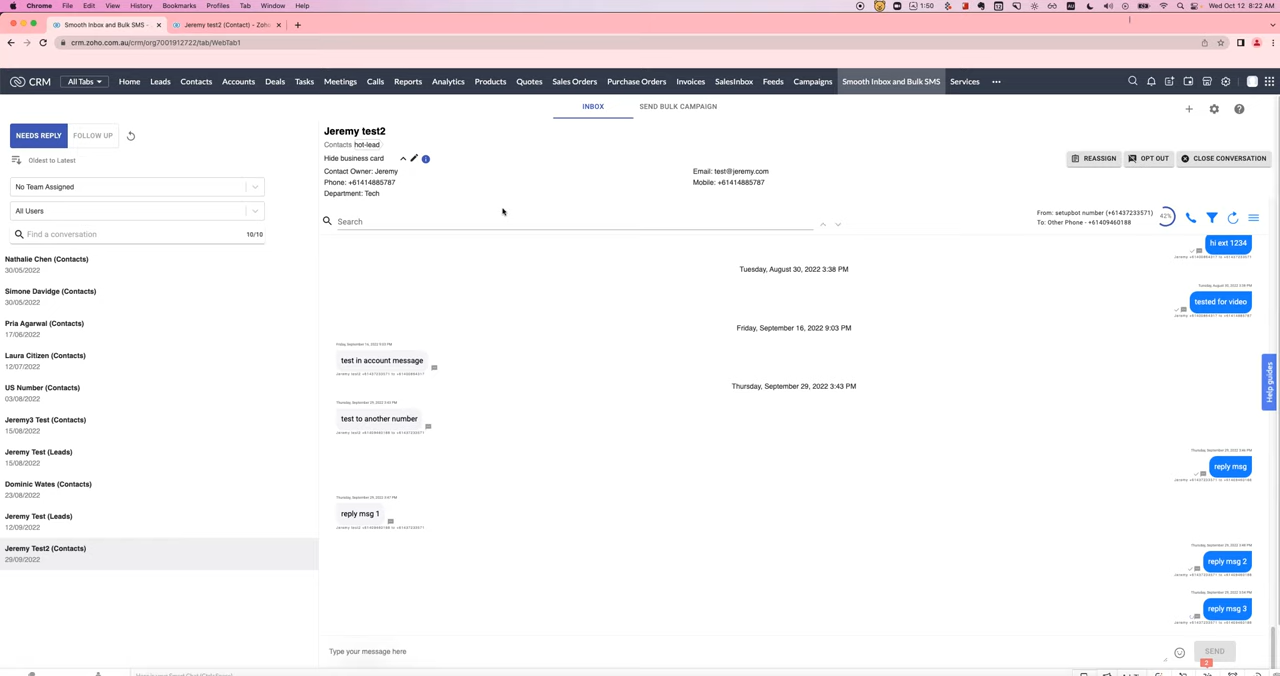 Chrome File Edit View History Bookmarks Profiles Tab Window Help 1:50 Wed Oct 12 8:22 AM
Smooth Inbox and Bulk SMS - Jeremy test2 (Contact) - Zoho
crm.zoho.com.au/crm/org7001912722/tab/WebTab1
CRM All Tabs Home Leads Contacts Accounts Deals Tasks Meetings Calls Reports Analytics Products Quotes Sales Orders Purchase Orders Invoices SalesInbox Feeds Campaigns Smooth Inbox and Bulk SMS Services
INBOX SEND BULK CAMPAIGN
NEEDS REPLY FOLLOW UP
Oldest to Latest
No Team Assigned
All Users
Find a conversation 10/10
Nathalie Chen (Contacts)
30/05/2022
Simone Davidge (Contacts)
30/05/2022
Pria Agarwal (Contacts)
17/06/2022
Laura Citizen (Contacts)
12/07/2022
US Number (Contacts)
03/08/2022
Jeremy3 Test (Contacts)
15/08/2022
Jeremy Test (Leads)
15/08/2022
Dominic Wates (Contacts)
23/08/2022
Jeremy Test (Leads)
12/09/2022
Jeremy Test2 (Contacts)
29/09/2022
Jeremy test2
Contacts hot-lead
Hide business card
Contact Owner: Jeremy
Phone: +61414885787
Department: Tech
Email: test@jeremy.com
Mobile: +61414885787
REASSIGN OPT OUT CLOSE CONVERSATION
Search
From: setupbot number (+61437233571)
To: Other Phone - +61409460188
42%
hi ext 1234
Tuesday, August 30, 2022 3:38 PM
tested for video
Friday, September 16, 2022 9:03 PM
test in account message
Thursday, September 29, 2022 3:43 PM
test to another number
reply msg
reply msg 1
reply msg 2
reply msg 3
Type your message here
SEND
2
Help guides